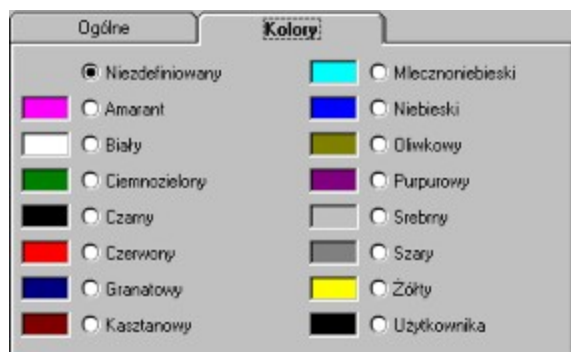 Ogólne Kolory
Niezdefiniowany Mlecznoniebieski
Amarant Niebieski
Biały Oliwkowy
Ciemnozielony Purpurowy
Czarny Srebrny
Czerwony Szary
Granatowy Żółty
Kasztanowy Użytkownika